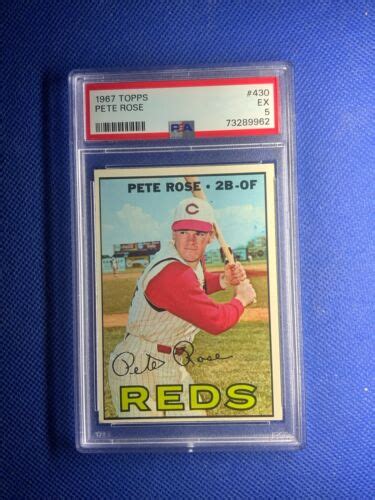 1967 TOPPS #430
PETE ROSE EX
5
PSA 73289962
PETE ROSE • 2B-OF
C
Pete Rose
REDS